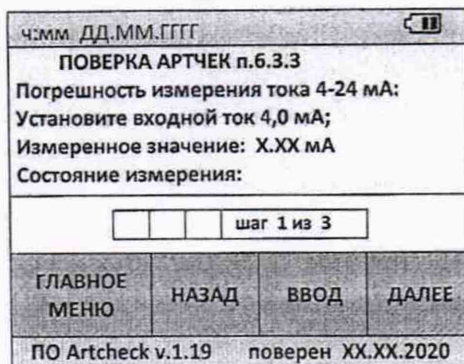 ч:мм ДД.ММ.ГГГГ
ПОВЕРКА АРТЧЕК п.6.3.3
Погрешность измерения тока 4-24 мА:
Установите входной ток 4,0 мА;
Измеренное значение: Х.ХХ мА
Состояние измерения:
шаг 1 из 3
ГЛАВНОЕ МЕНЮ НАЗАД ВВОД ДАЛЕЕ
ПО Artcheck v.1.19 поверен ХХ.ХХ.2020